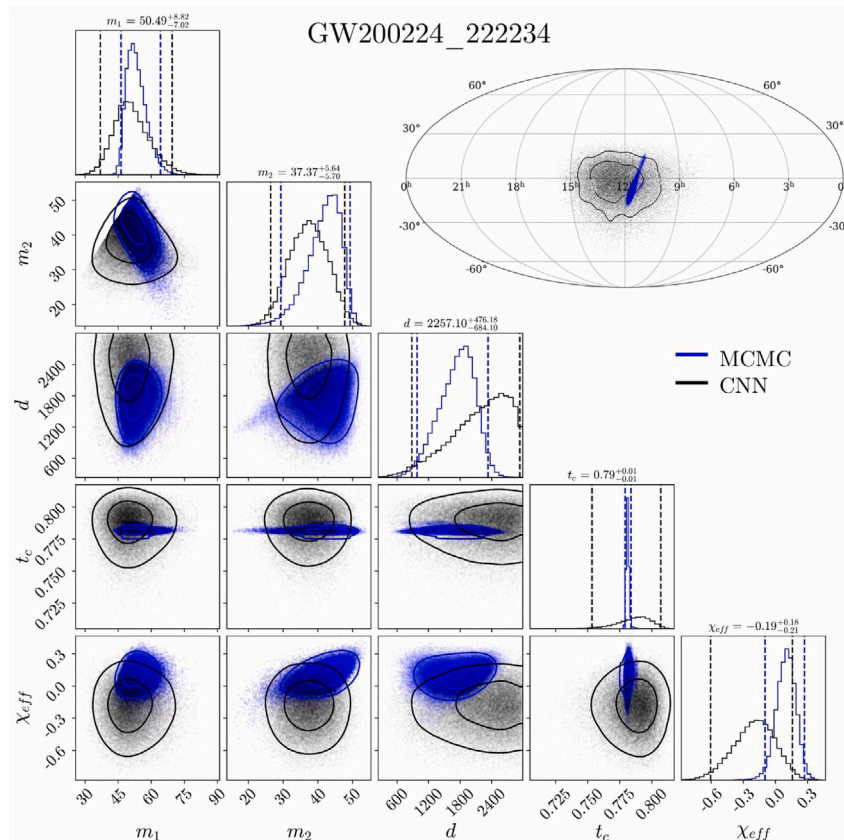 GW200224_222234
m₁ = 50.49⁺⁸·⁸²₋₇.₀₂
60° 60°
30° 30°
0ʰ 21ʰ 18ʰ 15ʰ 12ʰ 9ʰ 6ʰ 3ʰ 0
-30° -30°
-60° -60°
m₂ = 37.37⁺⁵·⁶⁴₋₅.₇₀
m₂
50
40
30
20
d = 2257.10⁺⁴⁷⁶·¹⁸₋₆₈₄.₁₀
MCMC
CNN
d
2400
1800
1200
600
t_c = 0.79⁺⁰·⁰¹₋₀.₀₁
t_c
0.800
0.775
0.750
0.725
χ_eff = −0.19⁺⁰·¹⁸₋₀.₂₁
χ_eff
0.3
0.0
-0.3
-0.6
30 45 60 75 90
20 30 40 50
600 1200 1800 2400
0.725 0.750 0.775 0.800
-0.6 -0.3 0.0 0.3
m₁ m₂ d t_c χ_eff